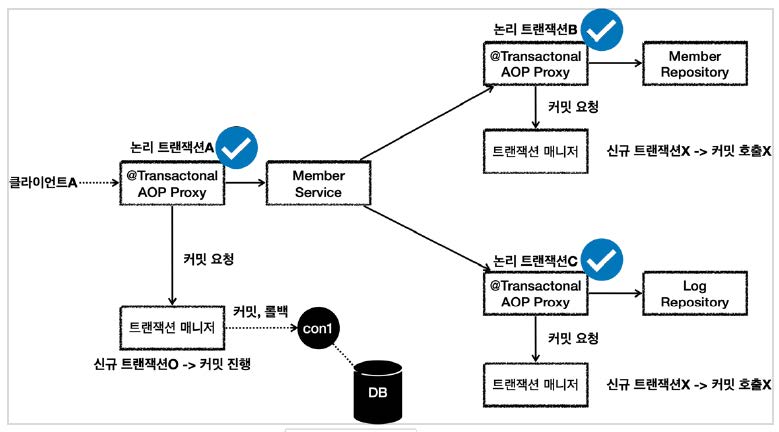 논리 트랜잭션B
@Transactonal
AOP Proxy
Member
Repository
커밋 요청
트랜잭션 매니저
신규 트랜잭션X -> 커밋 호출X
논리 트랜잭션A
클라이언트A
@Transactonal
AOP Proxy
Member
Service
커밋 요청
트랜잭션 매니저
커밋, 롤백
con1
신규 트랜잭션O -> 커밋 진행
DB
논리 트랜잭션C
@Transactonal
AOP Proxy
Log
Repository
커밋 요청
트랜잭션 매니저
신규 트랜잭션X -> 커밋 호출X